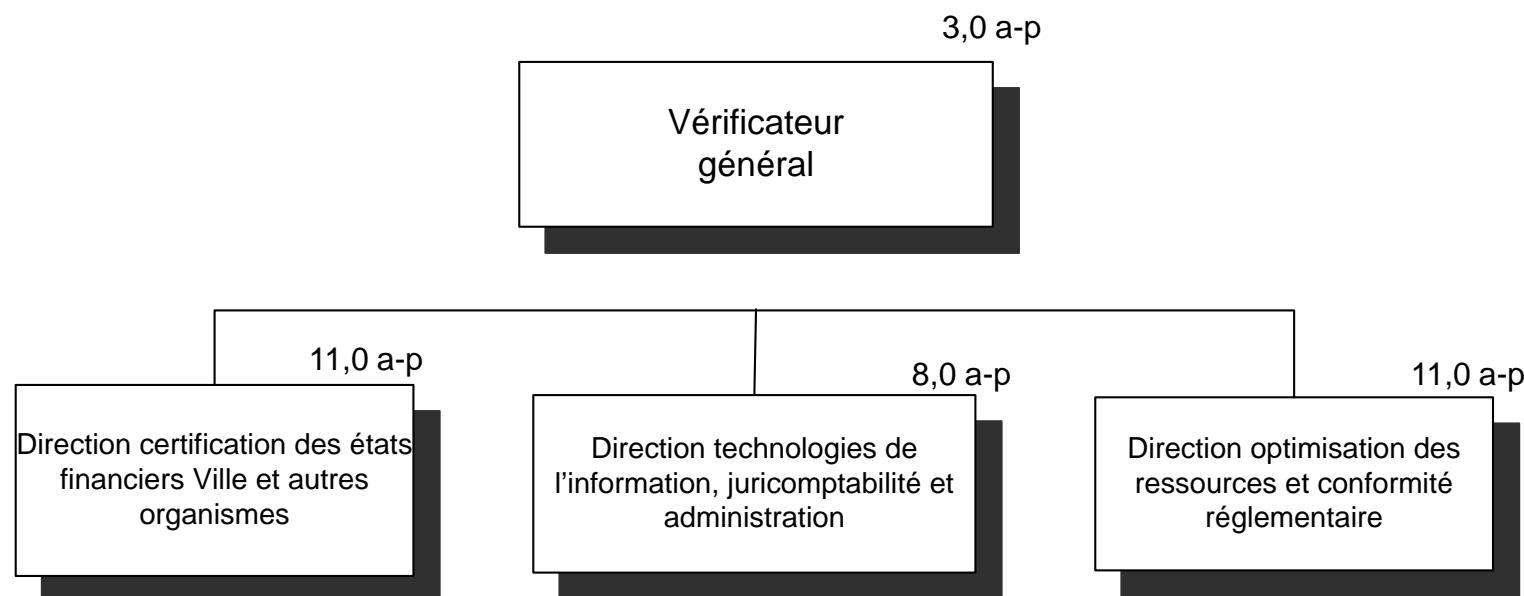 3,0 a-p
Vérificateur
général
11,0 a-p
Direction certification des états
financiers Ville et autres
organismes
8,0 a-p
Direction technologies de
l’information, juricomptabilité et
administration
11,0 a-p
Direction optimisation des
ressources et conformité
réglementaire